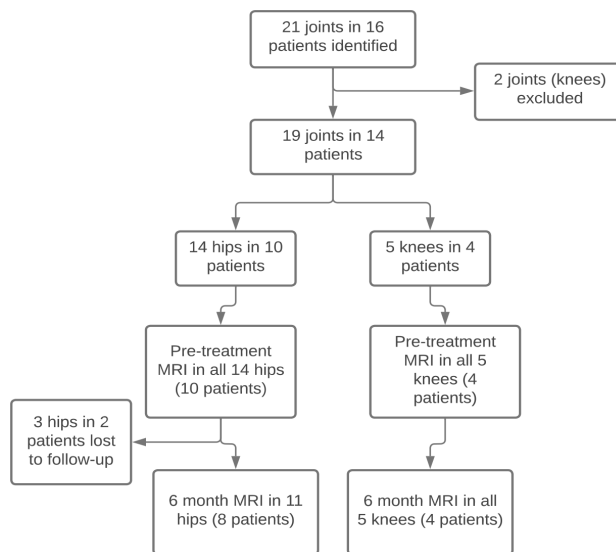 21 joints in 16
patients identified
2 joints (knees)
excluded
19 joints in 14
patients
14 hips in 10
patients
5 knees in 4
patients
Pre-treatment
MRI in all 14 hips
(10 patients)
Pre-treatment
MRI in all 5
knees (4
patients)
3 hips in 2
patients lost
to follow-up
6 month MRI in 11
hips (8 patients)
6 month MRI in all
5 knees (4 patients)